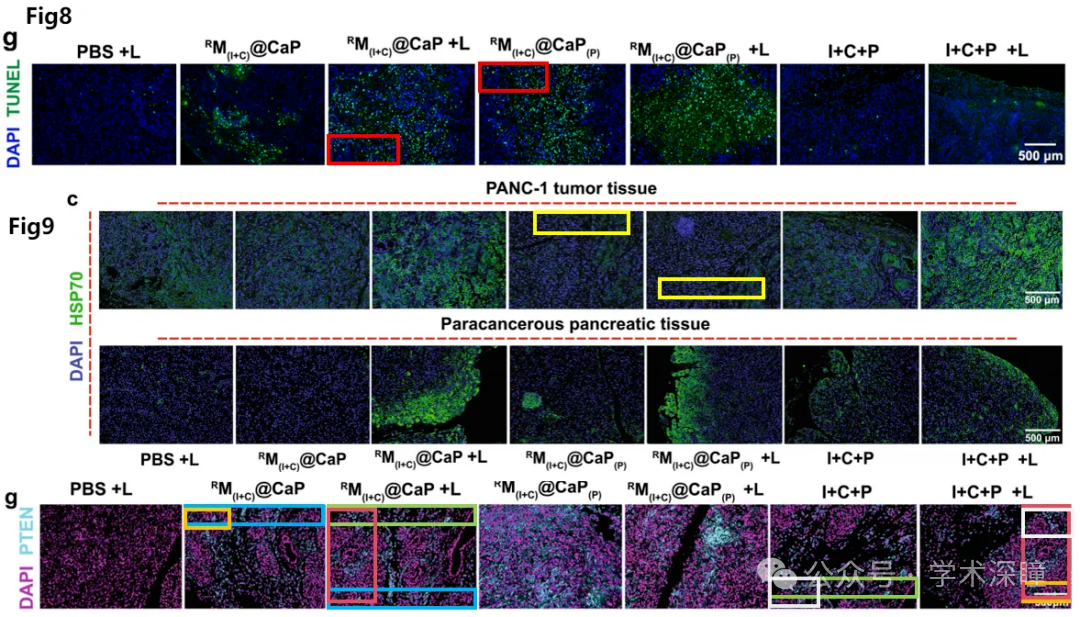 Fig8
g
PBS +L
RM(I+C)@CaP
RM(I+C)@CaP +L
RM(I+C)@CaP(P)
RM(I+C)@CaP(P) +L
I+C+P
I+C+P +L
DAPI TUNEL
500 μm
c
PANC-1 tumor tissue
Fig9
DAPI HSP70
500 μm
Paracancerous pancreatic tissue
500 μm
PBS +L
RM(I+C)@CaP
RM(I+C)@CaP +L
RM(I+C)@CaP(P)
RM(I+C)@CaP(P) +L
I+C+P
I+C+P +L
g
PBS +L
RM(I+C)@CaP
RM(I+C)@CaP +L
RM(I+C)@CaP(P)
RM(I+C)@CaP(P) +L
I+C+P
I+C+P +L
DAPI PTEN
公众号 · 学术深瞳